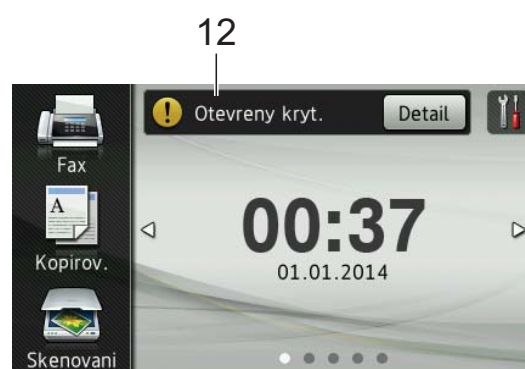 12
Otevreny kryt. Detail
Fax
00:37
Kopirov.
01.01.2014
Skenovani